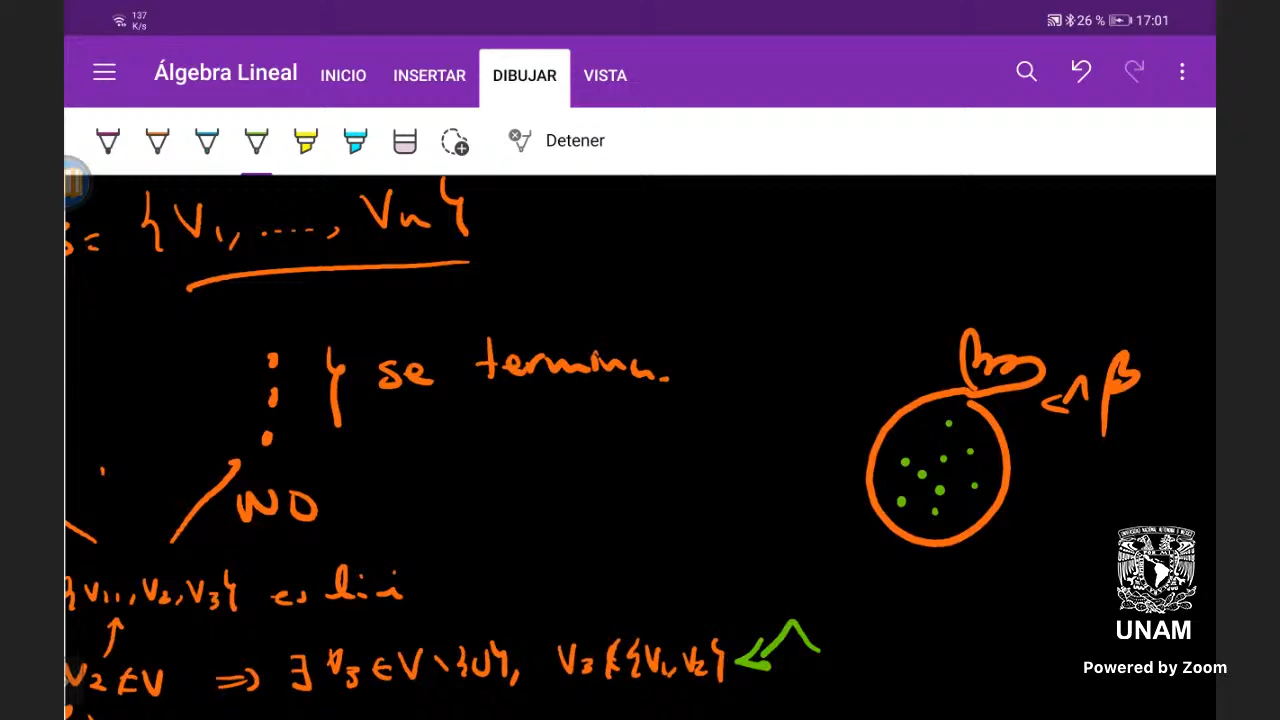 137
K/s
26 % 17:01
Álgebra Lineal INICIO INSERTAR DIBUJAR VISTA
Detener
= {V1, ...., Vn}
y se termina.
β
NO
{V1, V2, V3} es l.i
V2 ∈ V ⇒ ∃ V3 ∈ V \ {U}, V3 ∉ {V1, V2}
UNAM
Powered by Zoom